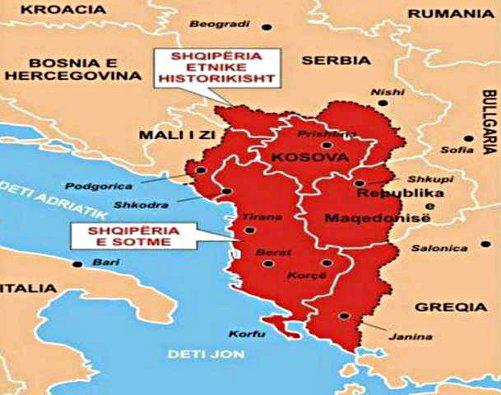 KROACIA
RUMANIA
Beogradi
BOSNIA E
HERCEGOVINA
SHQIPËRIA
ETNIKE
HISTORIKISHT
SERBIA
Nishi
BULLGARIA
MALI I ZI
Prishtina
KOSOVA
Sofia
Podgorica
Shkupi
DETI ADRIATIK
Shkodra
Republika
e
Maqedonisë
Tirana
SHQIPËRIA
E SOTME
Berat
Korçë
Salonica
Bari
ITALIA
GREQIA
Korfu
Janina
DETI JON